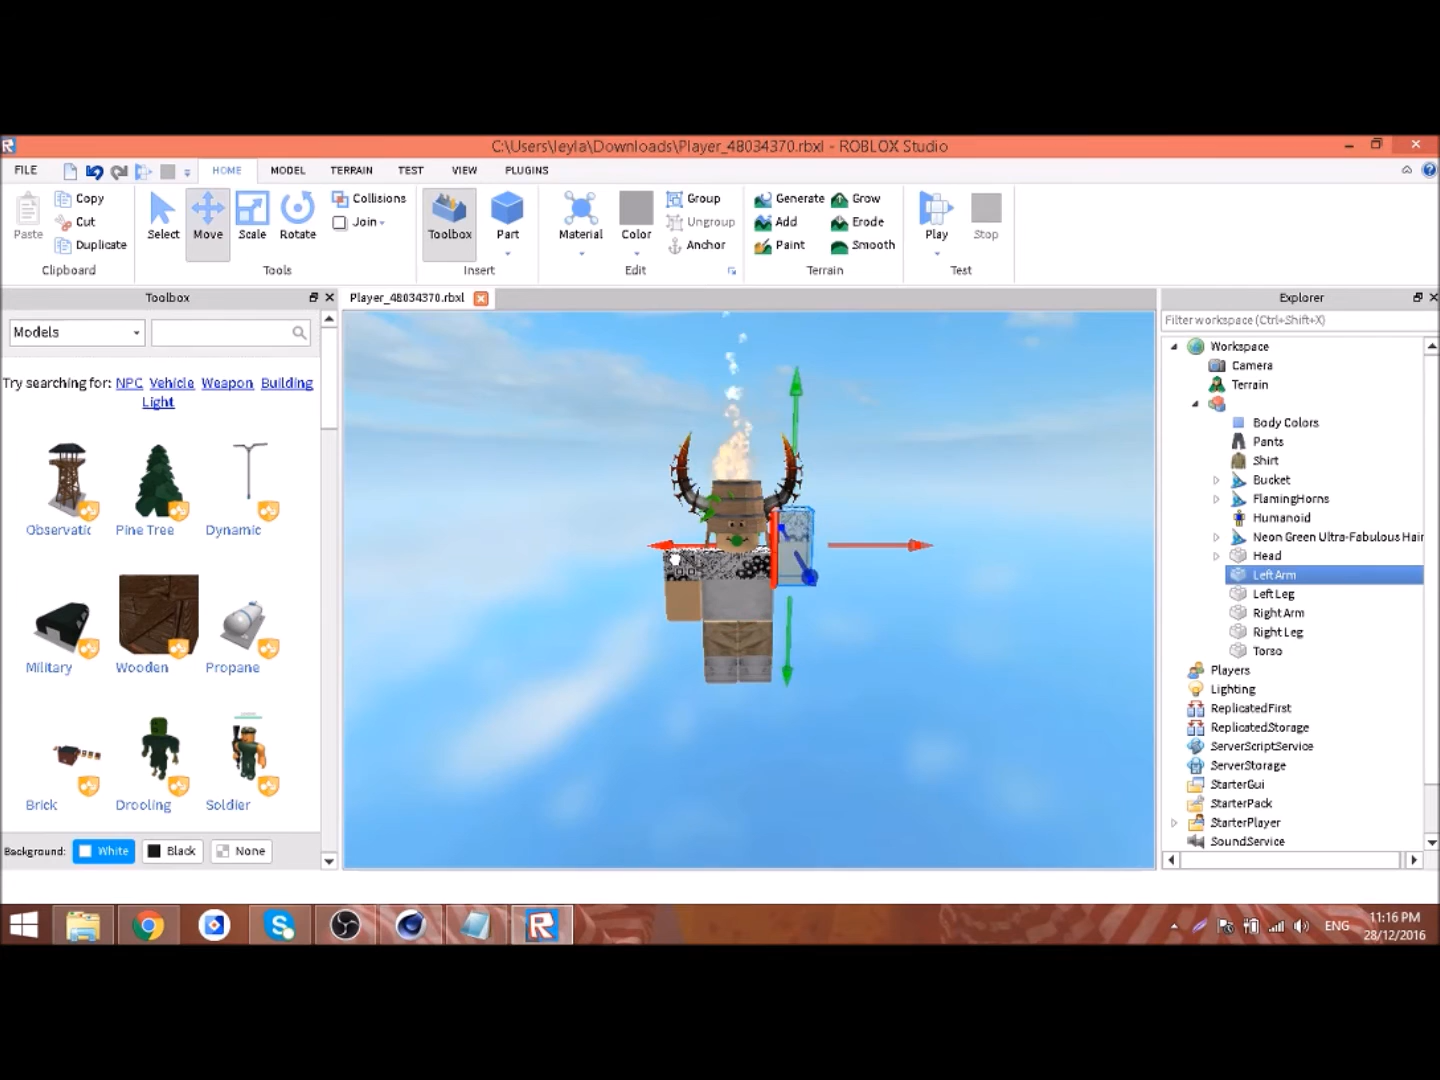 C:\Users\leyla\Downloads\Player_48034370.rbxl - ROBLOX Studio
FILE HOME MODEL TERRAIN TEST VIEW PLUGINS
Paste Copy Cut Duplicate
Clipboard
Select Move Scale Rotate Collisions Join
Tools
Toolbox Part
Insert
Material Color Group Ungroup Anchor
Edit
Generate Grow
Add Erode
Paint Smooth
Terrain
Play Stop
Test
Toolbox
Models
Try searching for: NPC Vehicle Weapon Building
Light
Observatic Pine Tree Dynamic
Military Wooden Propane
Brick Drooling Soldier
Background: White Black None
Player_48034370.rbxl
Explorer
Filter workspace (Ctrl+Shift+X)
Workspace
Camera
Terrain
Body Colors
Pants
Shirt
Bucket
FlamingHorns
Humanoid
Neon Green Ultra-Fabulous Hair
Head
Left Arm
Left Leg
Right Arm
Right Leg
Torso
Players
Lighting
ReplicatedFirst
ReplicatedStorage
ServerScriptService
ServerStorage
StarterGui
StarterPack
StarterPlayer
SoundService
ENG
11:16 PM
28/12/2016